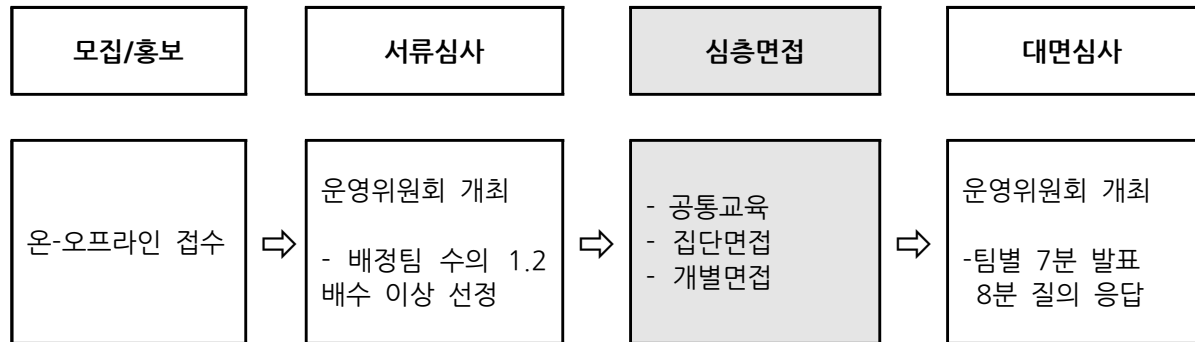 모집/홍보
서류심사
심층면접
대면심사
온-오프라인 접수
⇨
운영위원회 개최
- 배정팀 수의 1.2
배수 이상 선정
⇨
- 공통교육
- 집단면접
- 개별면접
⇨
운영위원회 개최
-팀별 7분 발표
8분 질의 응답